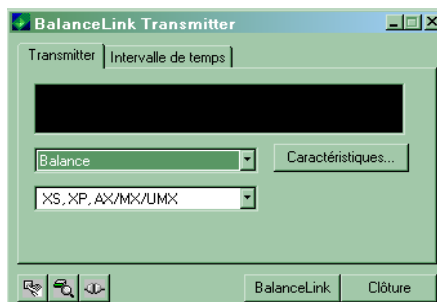 BalanceLink Transmitter
Transmitter Intervalle de temps
Balance Caractéristiques...
XS, XP, AX/MX/UMX
BalanceLink Clôture